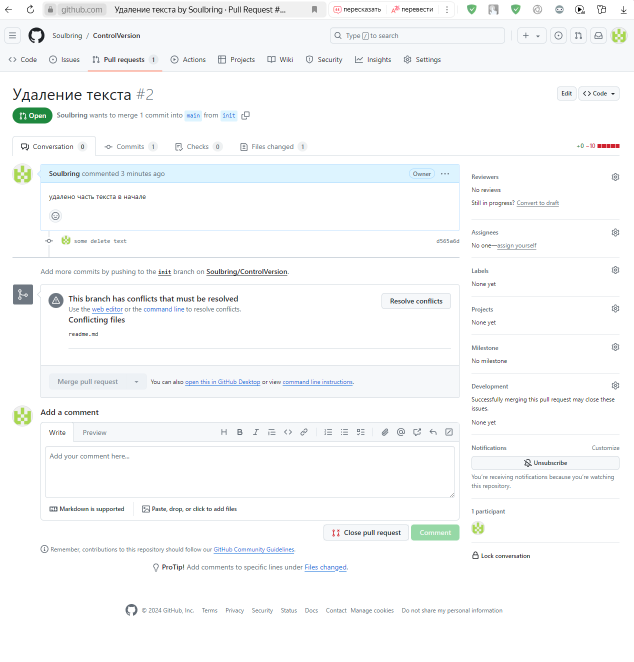 github.com Удаление текста by Soulbring · Pull Request #... пересказать перевести
Soulbring / ControlVersion Type / to search
Code Issues Pull requests 1 Actions Projects Wiki Security Insights Settings
Удаление текста #2 Edit Code
Open Soulbring wants to merge 1 commit into main from init
Conversation 0 Commits 1 Checks 0 Files changed 1 +0 −10
Soulbring commented 3 minutes ago Owner
удалено часть текста в начале
some delete text d565a6d
Add more commits by pushing to the init branch on Soulbring/ControlVersion.
This branch has conflicts that must be resolved
Use the web editor or the command line to resolve conflicts.
Resolve conflicts
Conflicting files
readme.md
Merge pull request You can also open this in GitHub Desktop or view command line instructions.
Add a comment
Write Preview
Add your comment here...
Markdown is supported Paste, drop, or click to add files
Close pull request Comment
Remember, contributions to this repository should follow our GitHub Community Guidelines.
ProTip! Add comments to specific lines under Files changed.
Reviewers
No reviews
Still in progress? Convert to draft
Assignees
No one—assign yourself
Labels
None yet
Projects
None yet
Milestone
No milestone
Development
Successfully merging this pull request may close these
issues.
None yet
Notifications Customize
Unsubscribe
You're receiving notifications because you're watching
this repository.
1 participant
Lock conversation
© 2024 GitHub, Inc. Terms Privacy Security Status Docs Contact Manage cookies Do not share my personal information